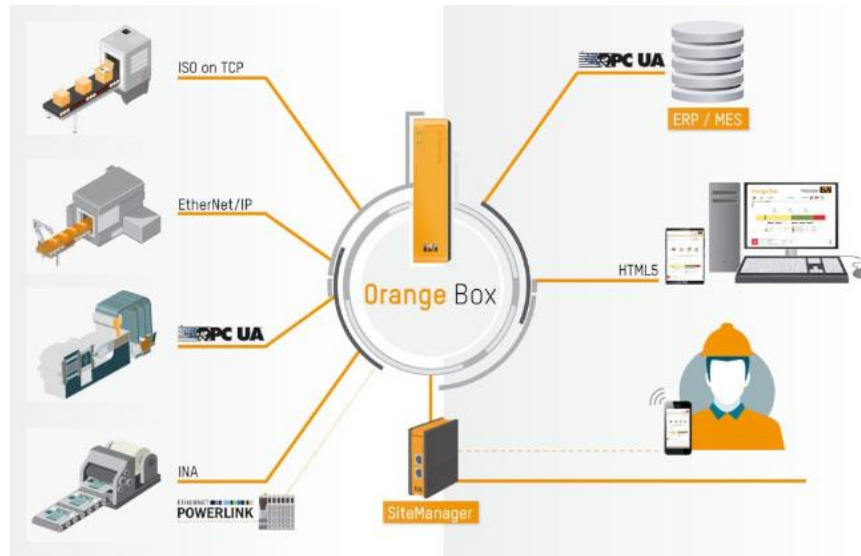 ISO on TCP
OPC UA
ERP / MES
EtherNet/IP
HTML5
Orange Box
OPC UA
INA
ETHERNET
POWERLINK
SiteManager